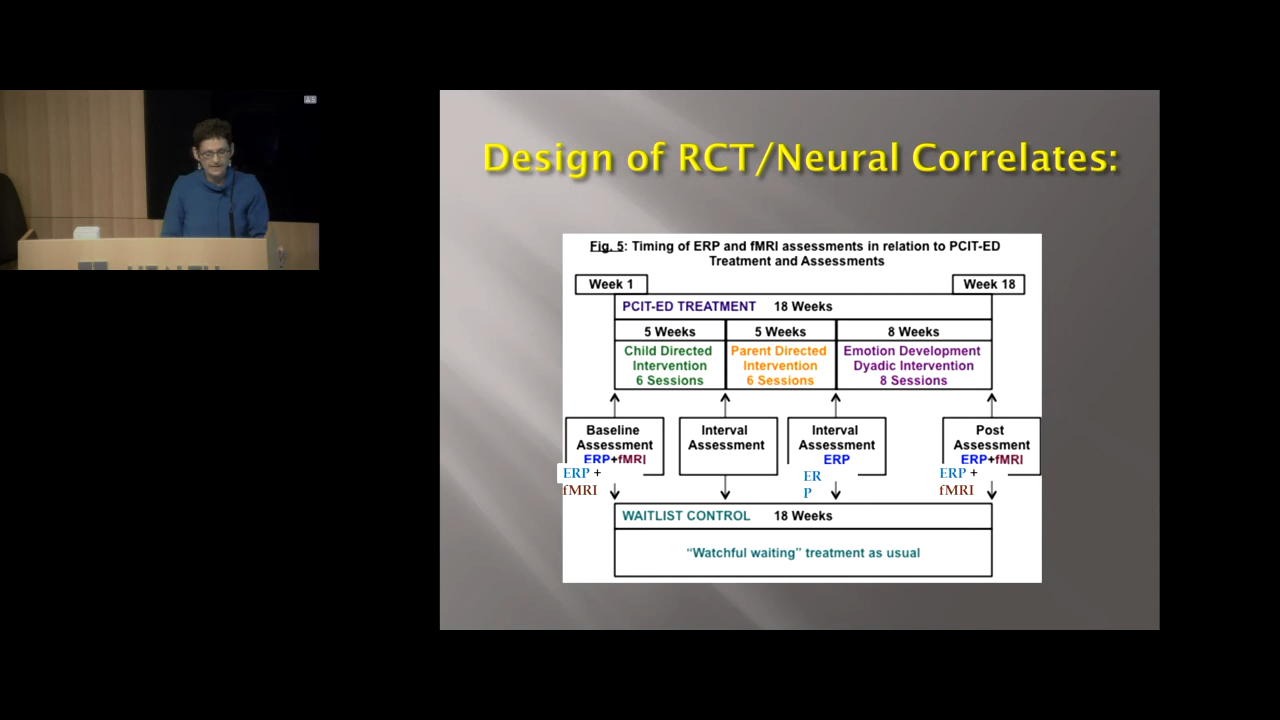 Design of RCT/Neural Correlates:
Fig. 5: Timing of ERP and fMRI assessments in relation to PCIT-ED
Treatment and Assessments
Week 1
Week 18
PCIT-ED TREATMENT 18 Weeks
5 Weeks
5 Weeks
8 Weeks
Child Directed
Intervention
6 Sessions
Parent Directed
Intervention
6 Sessions
Emotion Development
Dyadic Intervention
8 Sessions
Baseline
Assessment
ERP+fMRI
ERP +
fMRI
Interval
Assessment
Interval
Assessment
ERP
ER
P
Post
Assessment
ERP+fMRI
ERP +
fMRI
WAITLIST CONTROL 18 Weeks
“Watchful waiting” treatment as usual